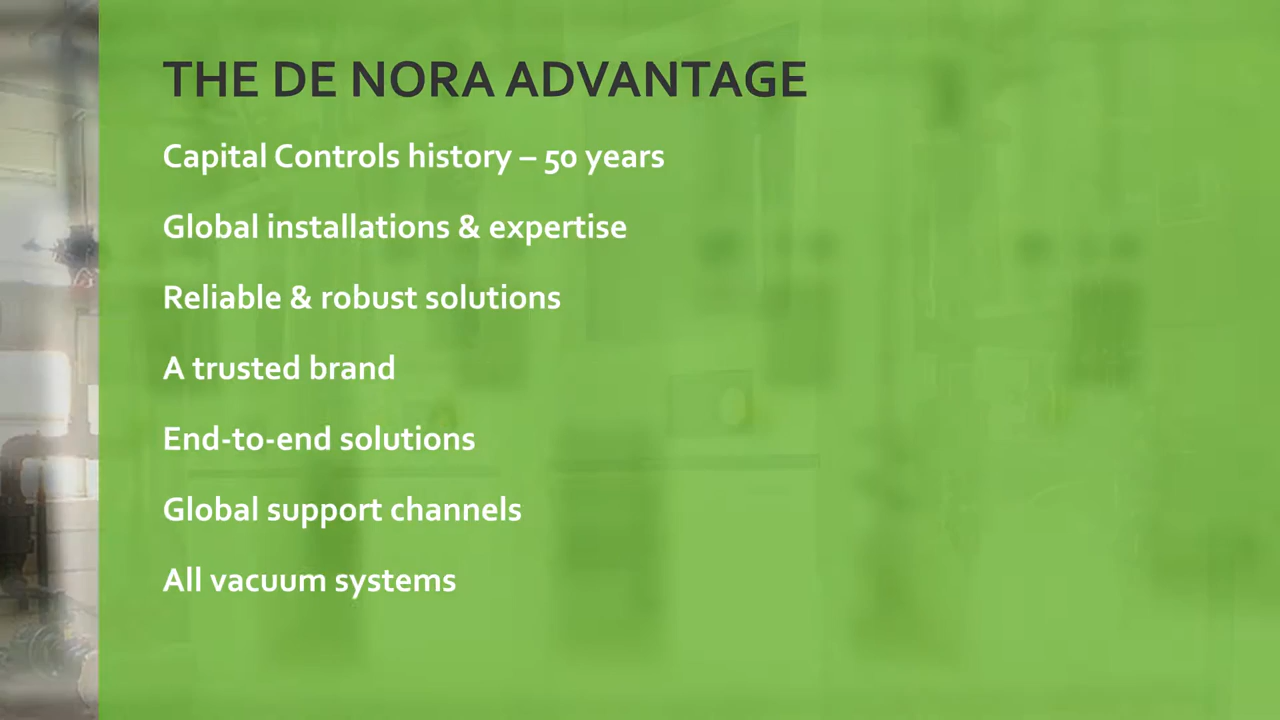 THE DE NORA ADVANTAGE
Capital Controls history – 50 years
Global installations & expertise
Reliable & robust solutions
A trusted brand
End-to-end solutions
Global support channels
All vacuum systems